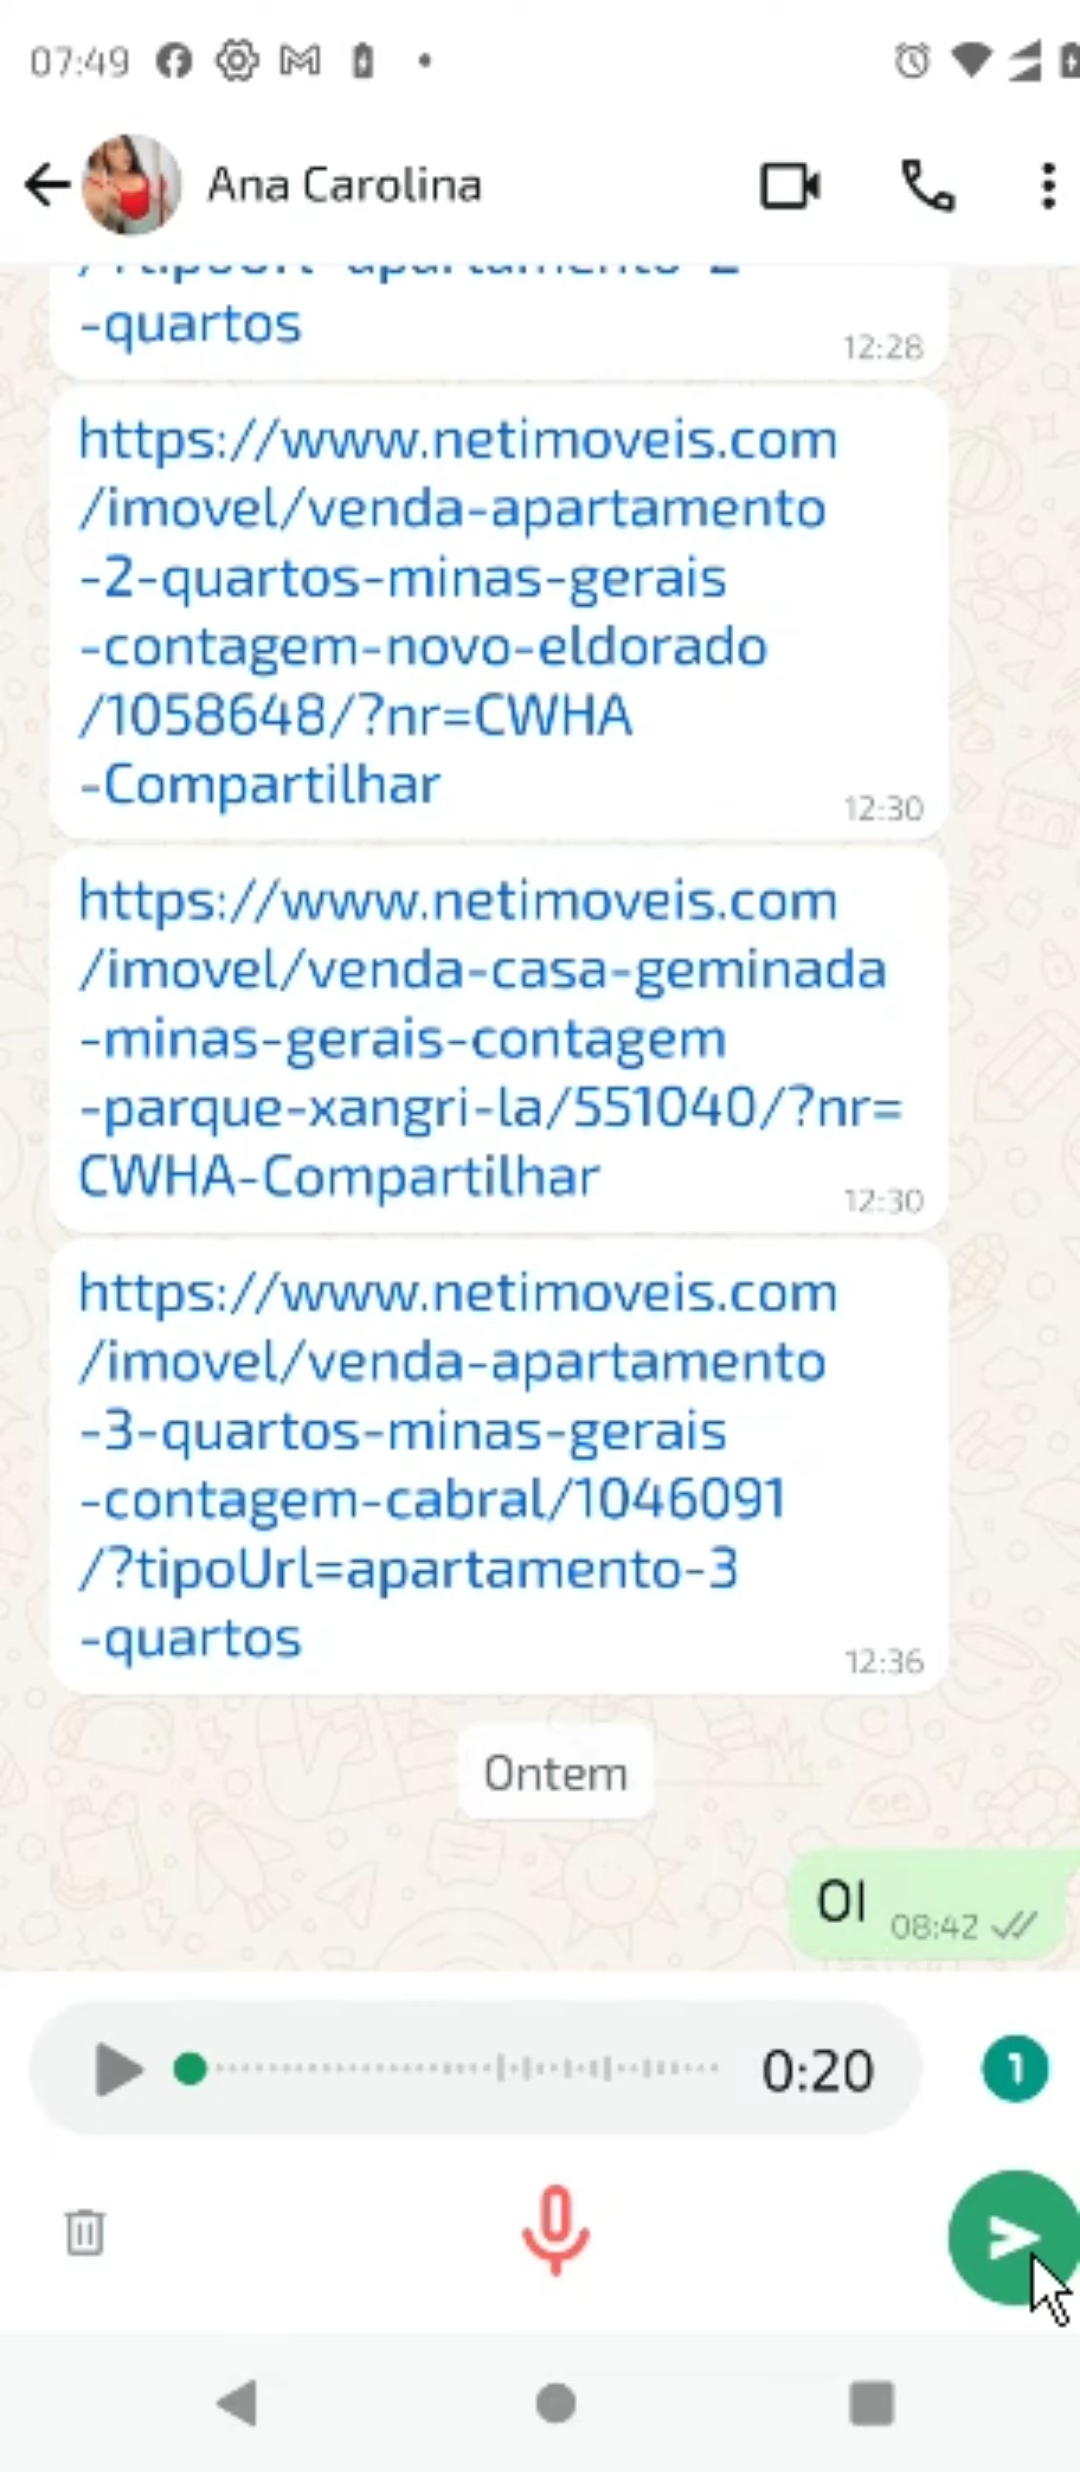 07:49
Ana Carolina
/?tipoUrl=apartamento-2
-quartos
12:28
https://www.netimoveis.com
/imovel/venda-apartamento
-2-quartos-minas-gerais
-contagem-novo-eldorado
/1058648/?nr=CWHA
-Compartilhar
12:30
https://www.netimoveis.com
/imovel/venda-casa-geminada
-minas-gerais-contagem
-parque-xangri-la/551040/?nr=
CWHA-Compartilhar
12:30
https://www.netimoveis.com
/imovel/venda-apartamento
-3-quartos-minas-gerais
-contagem-cabral/1046091
/?tipoUrl=apartamento-3
-quartos
12:36
Ontem
OI
08:42
0:20
1